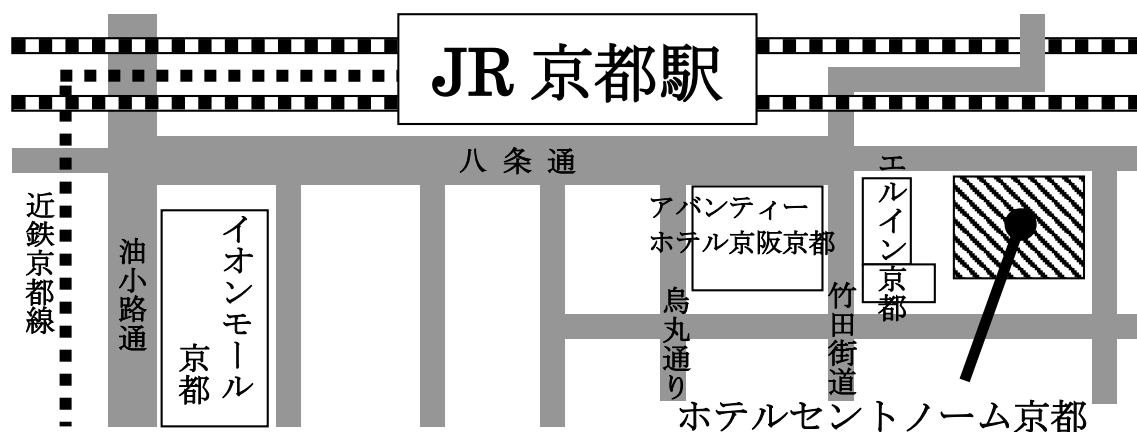 JR 京都駅
八条通
近鉄京都線
油小路通
イオンモール
京都
アバンティー
ホテル京阪京都
烏丸通り
竹田街道
エルイン京都
ホテルセントノーム京都